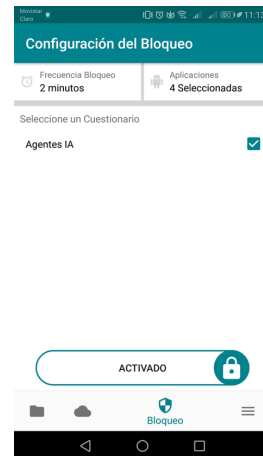 Movistar
Claro
11:13
Configuración del Bloqueo
Frecuencia Bloqueo
2 minutos
Aplicaciones
4 Seleccionadas
Seleccione un Cuestionario
Agentes IA
ACTIVADO
Bloqueo